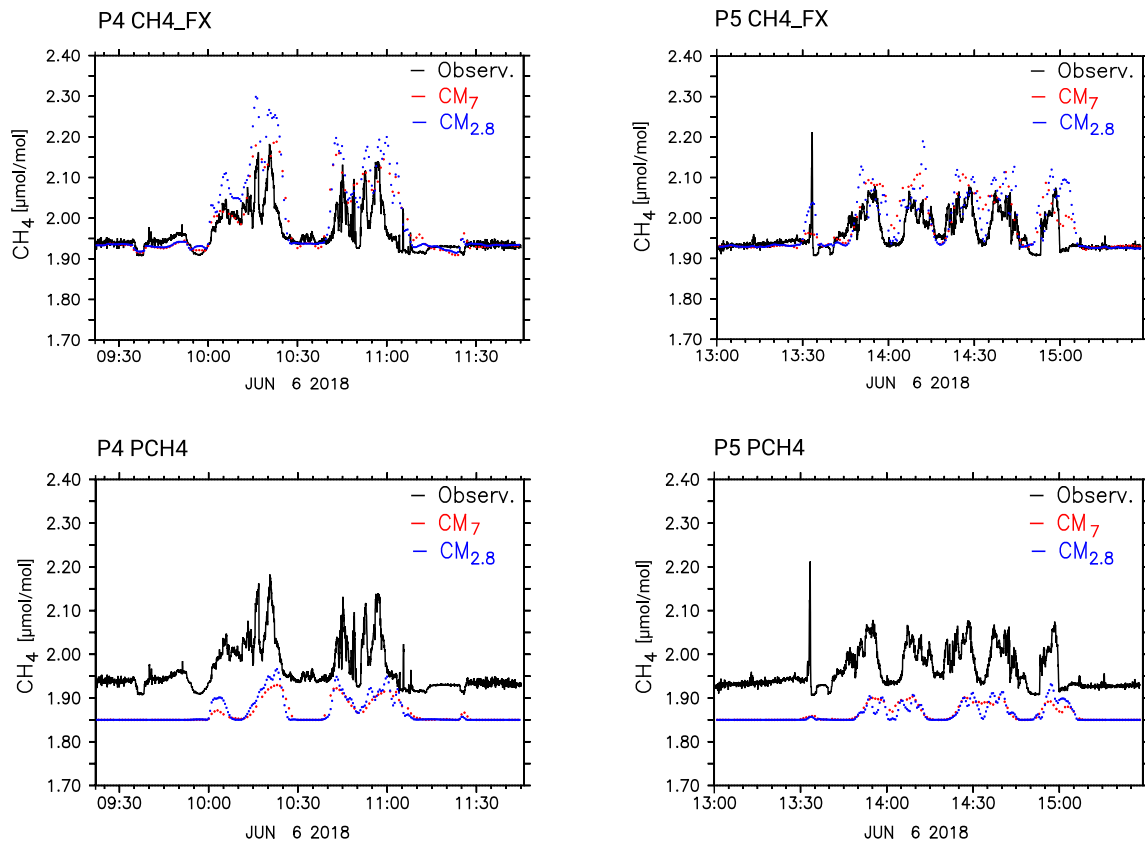 P4 CH4_FX
2.40
2.30
2.20
2.10
2.00
1.90
1.80
1.70
CH4 [µmol/mol]
Observ.
CM7
CM2.8
09:30 10:00 10:30 11:00 11:30
JUN 6 2018
P5 CH4_FX
2.40
2.30
2.20
2.10
2.00
1.90
1.80
1.70
CH4 [µmol/mol]
Observ.
CM7
CM2.8
13:00 13:30 14:00 14:30 15:00
JUN 6 2018
P4 PCH4
2.40
2.30
2.20
2.10
2.00
1.90
1.80
1.70
CH4 [µmol/mol]
Observ.
CM7
CM2.8
09:30 10:00 10:30 11:00 11:30
JUN 6 2018
P5 PCH4
2.40
2.30
2.20
2.10
2.00
1.90
1.80
1.70
CH4 [µmol/mol]
Observ.
CM7
CM2.8
13:00 13:30 14:00 14:30 15:00
JUN 6 2018